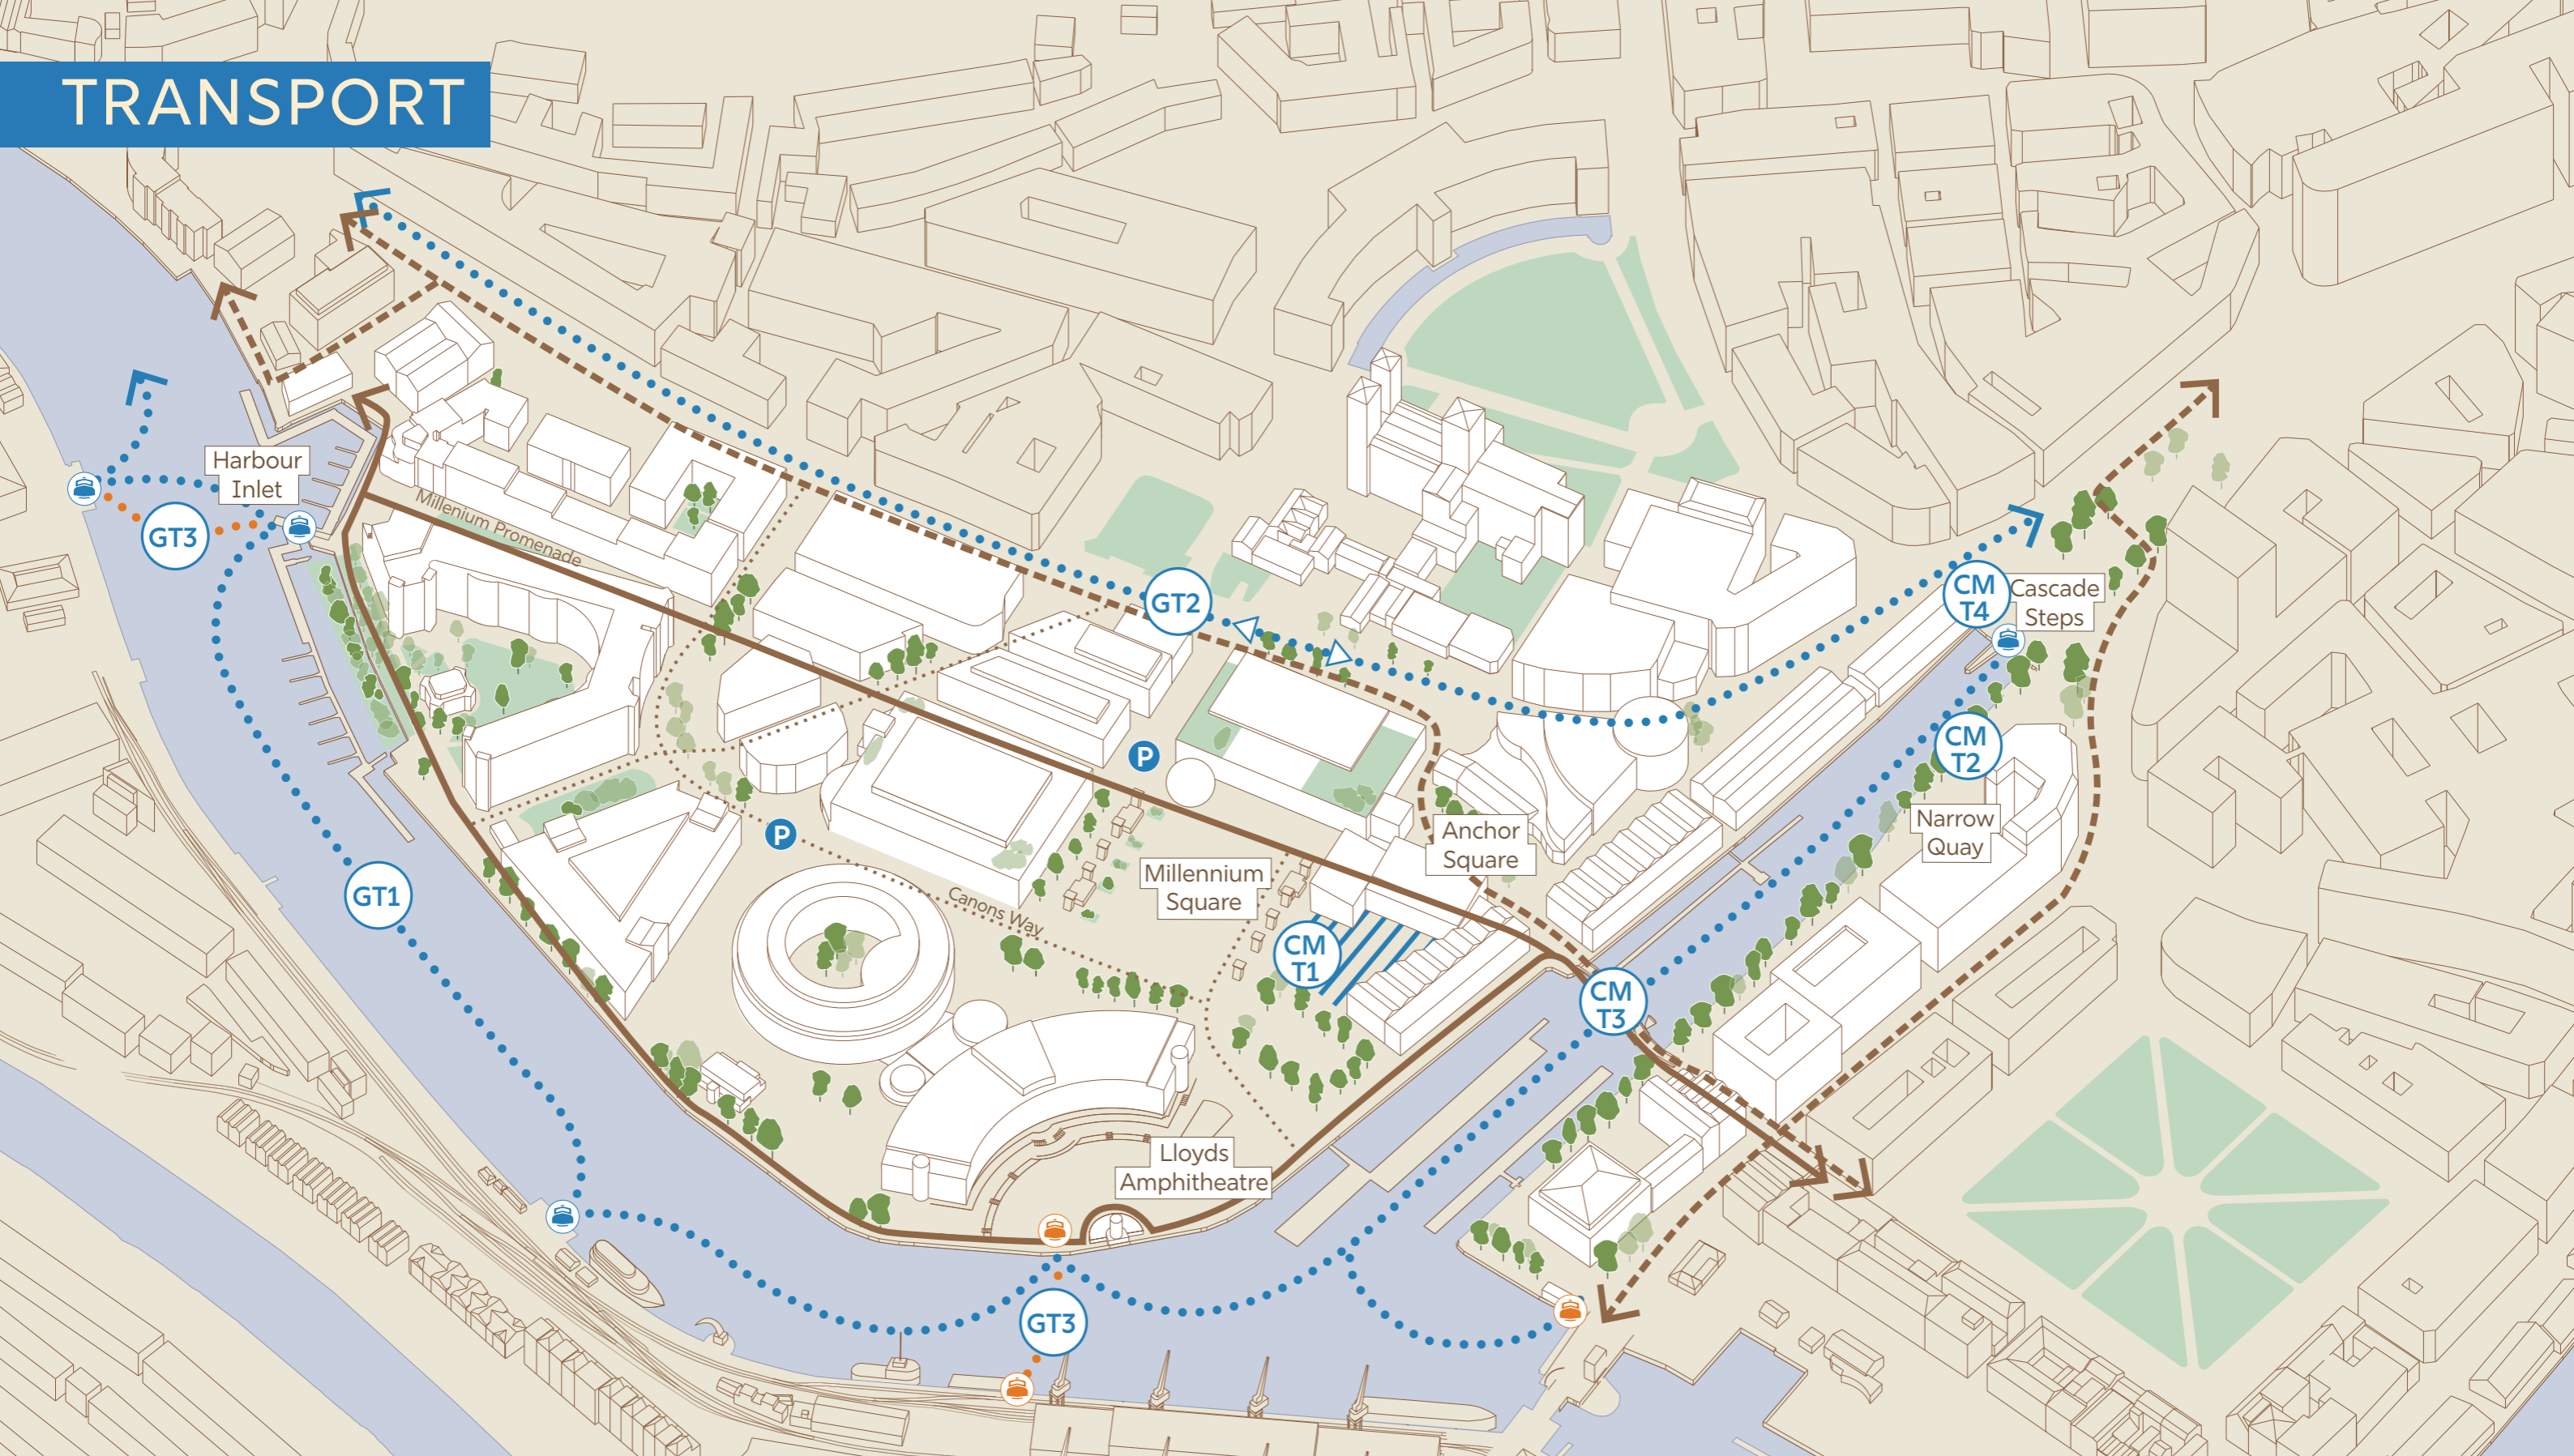 TRANSPORT
Harbour
Inlet
GT3
Millenium Promenade
GT2
CM
T4
Cascade
Steps
CM
T2
P
Narrow
Quay
Anchor
Square
P
Millennium
Square
GT1
Canons Way
CM
T1
CM
T3
Lloyds
Amphitheatre
GT3